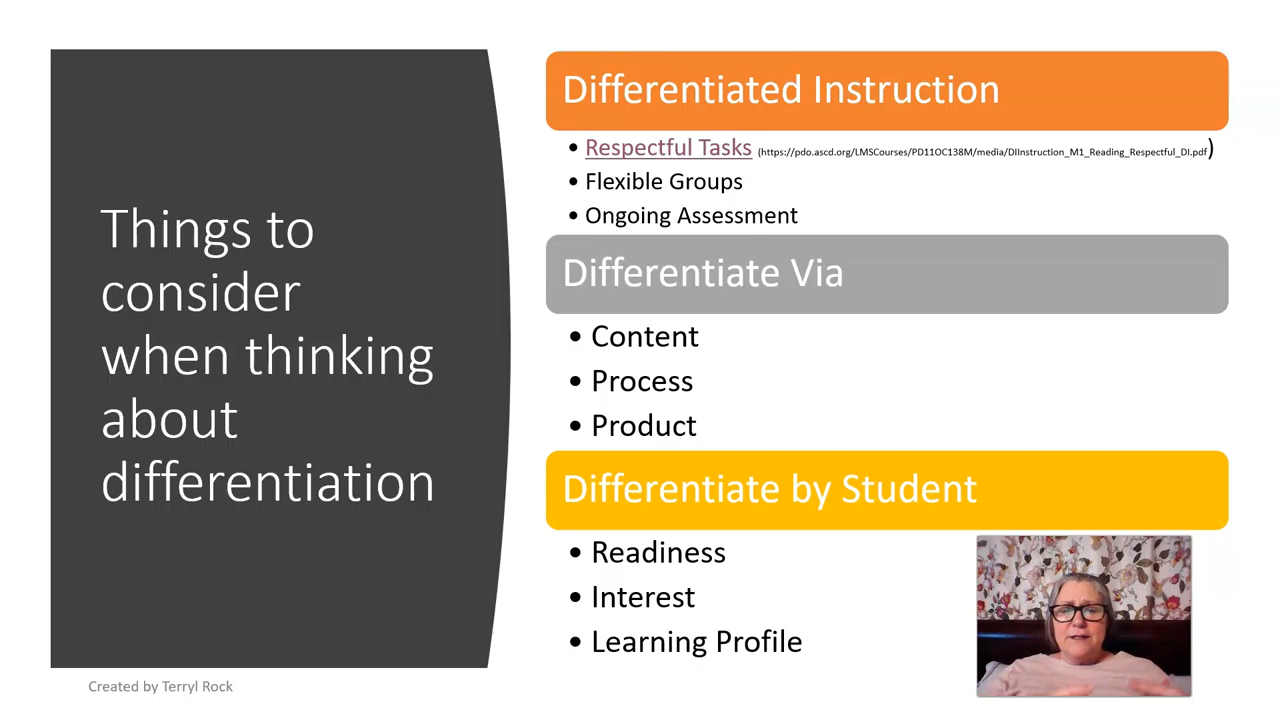 Things to
consider
when thinking
about
differentiation
Differentiated Instruction
• Respectful Tasks (https://pdo.ascd.org/LMSCourses/PD11OC138M/media/DIInstruction_M1_Reading_Respectful_DI.pdf)
• Flexible Groups
• Ongoing Assessment
Differentiate Via
• Content
• Process
• Product
Differentiate by Student
• Readiness
• Interest
• Learning Profile
Created by Terryl Rock